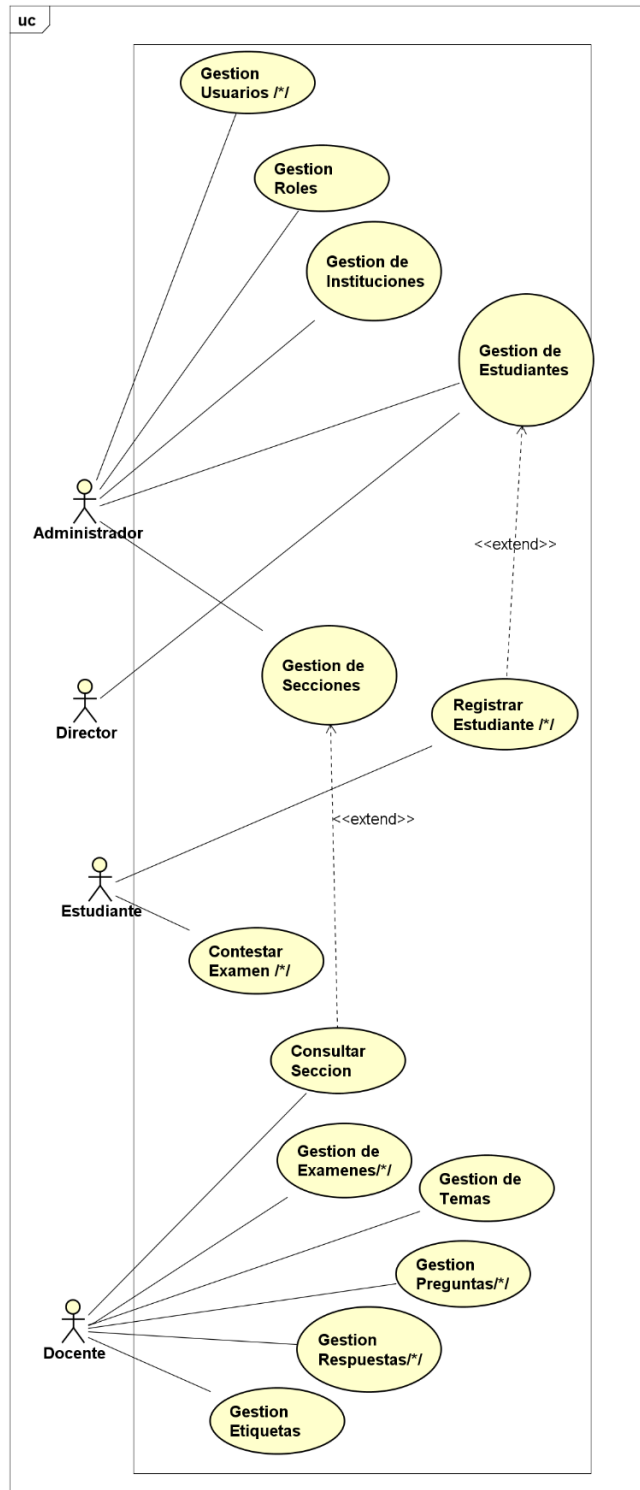 uc
Gestion
Usuarios /*/
Gestion
Roles
Gestion de
Instituciones
Gestion de
Estudiantes
Administrador
<<extend>>
Gestion de
Secciones
Registrar
Estudiante /*/
Director
<<extend>>
Estudiante
Contestar
Examen /*/
Consultar
Seccion
Gestion de
Examenes/*/
Gestion de
Temas
Gestion
Preguntas/*/
Docente
Gestion
Respuestas/*/
Gestion
Etiquetas